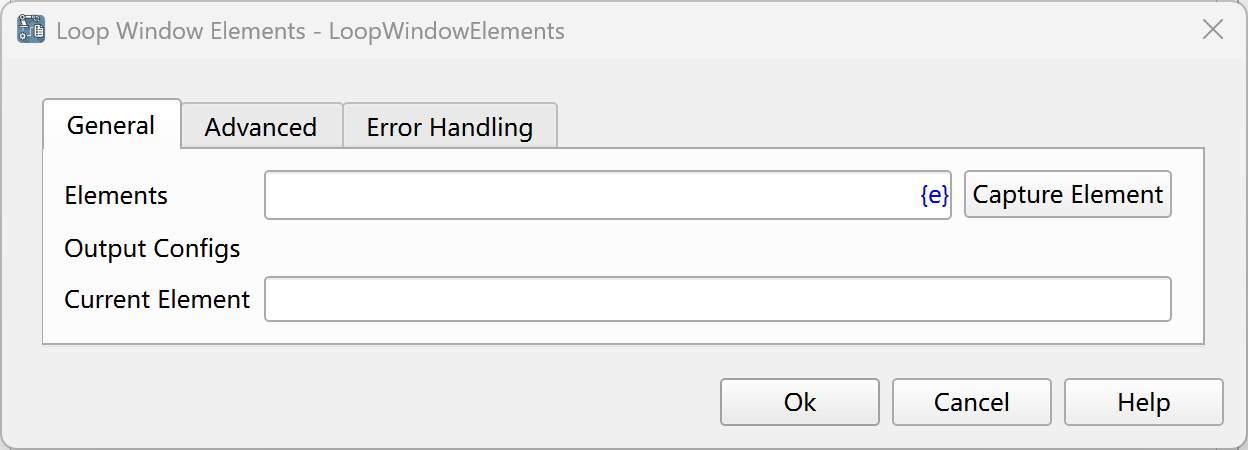 Loop Window Elements - LoopWindowElements
General Advanced Error Handling
Elements {e} Capture Element
Output Configs
Current Element
Ok Cancel Help